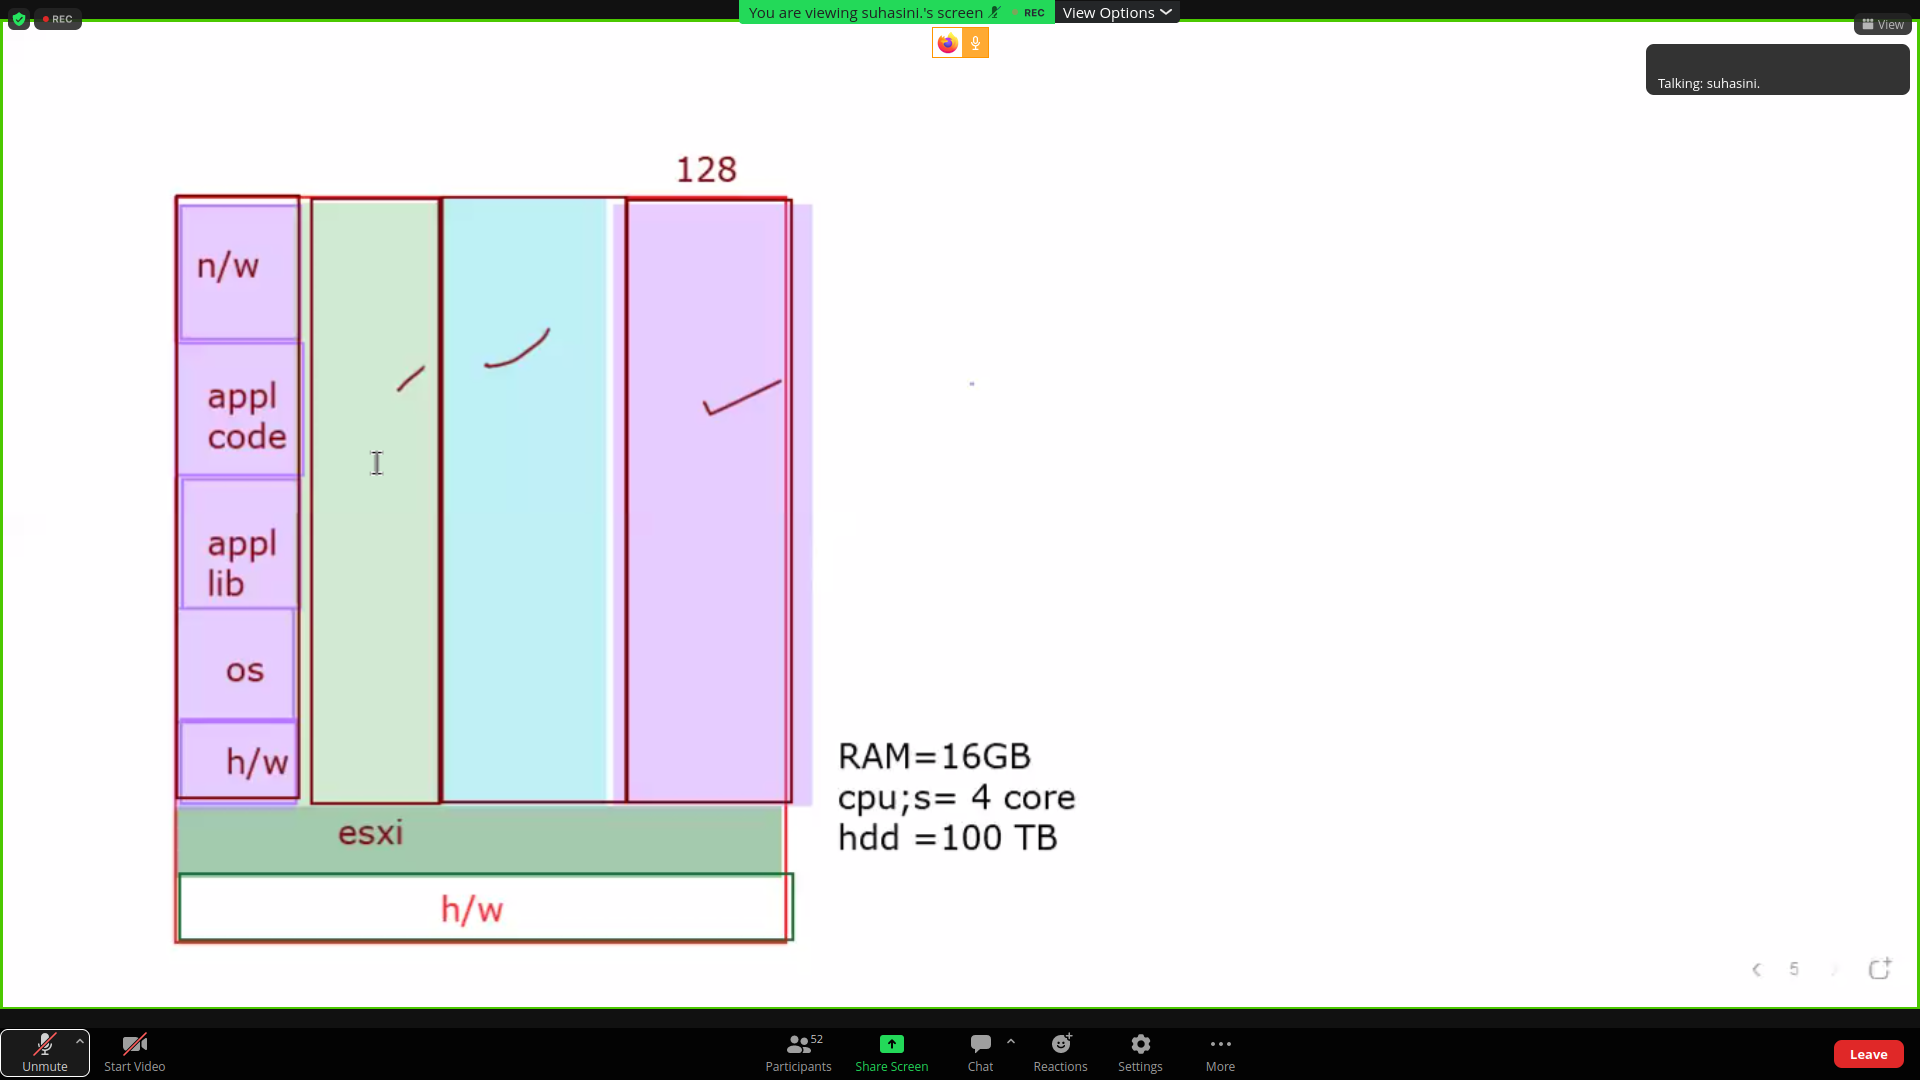 REC
You are viewing suhasini.'s screen
REC
View Options
View
Talking: suhasini.
128
n/w
appl
code
appl
lib
os
h/w
esxi
h/w
RAM=16GB
cpu;s= 4 core
hdd =100 TB
5
Unmute
Start Video
52
Participants
Share Screen
Chat
Reactions
Settings
More
Leave